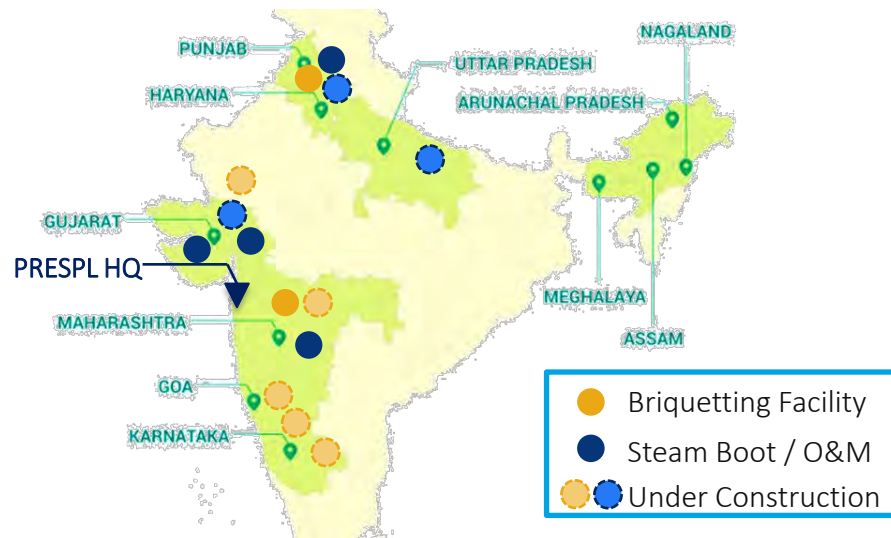 NAGALAND
PUNJAB
UTTAR PRADESH
HARYANA
ARUNACHAL PRADESH
GUJARAT
PRESPL HQ
MEGHALAYA
MAHARASHTRA
ASSAM
GOA
KARNATAKA
Briquetting Facility
Steam Boot / O&M
Under Construction